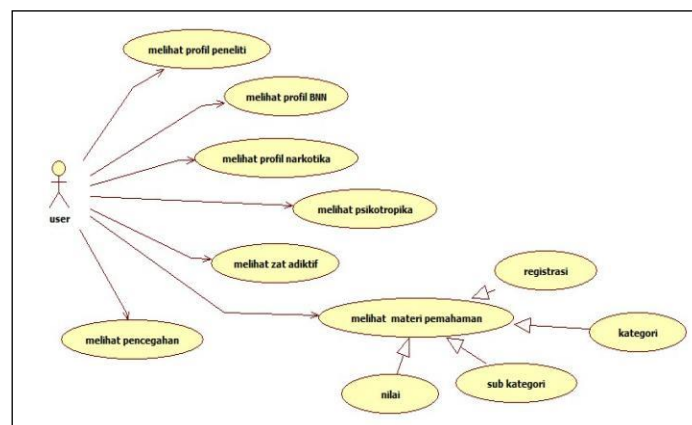 melihat profil peneliti
melihat profil BNN
melihat profil narkotika
user
melihat psikotropika
melihat zat adiktif
registrasi
melihat materi pemahaman
kategori
melihat pencegahan
sub kategori
nilai